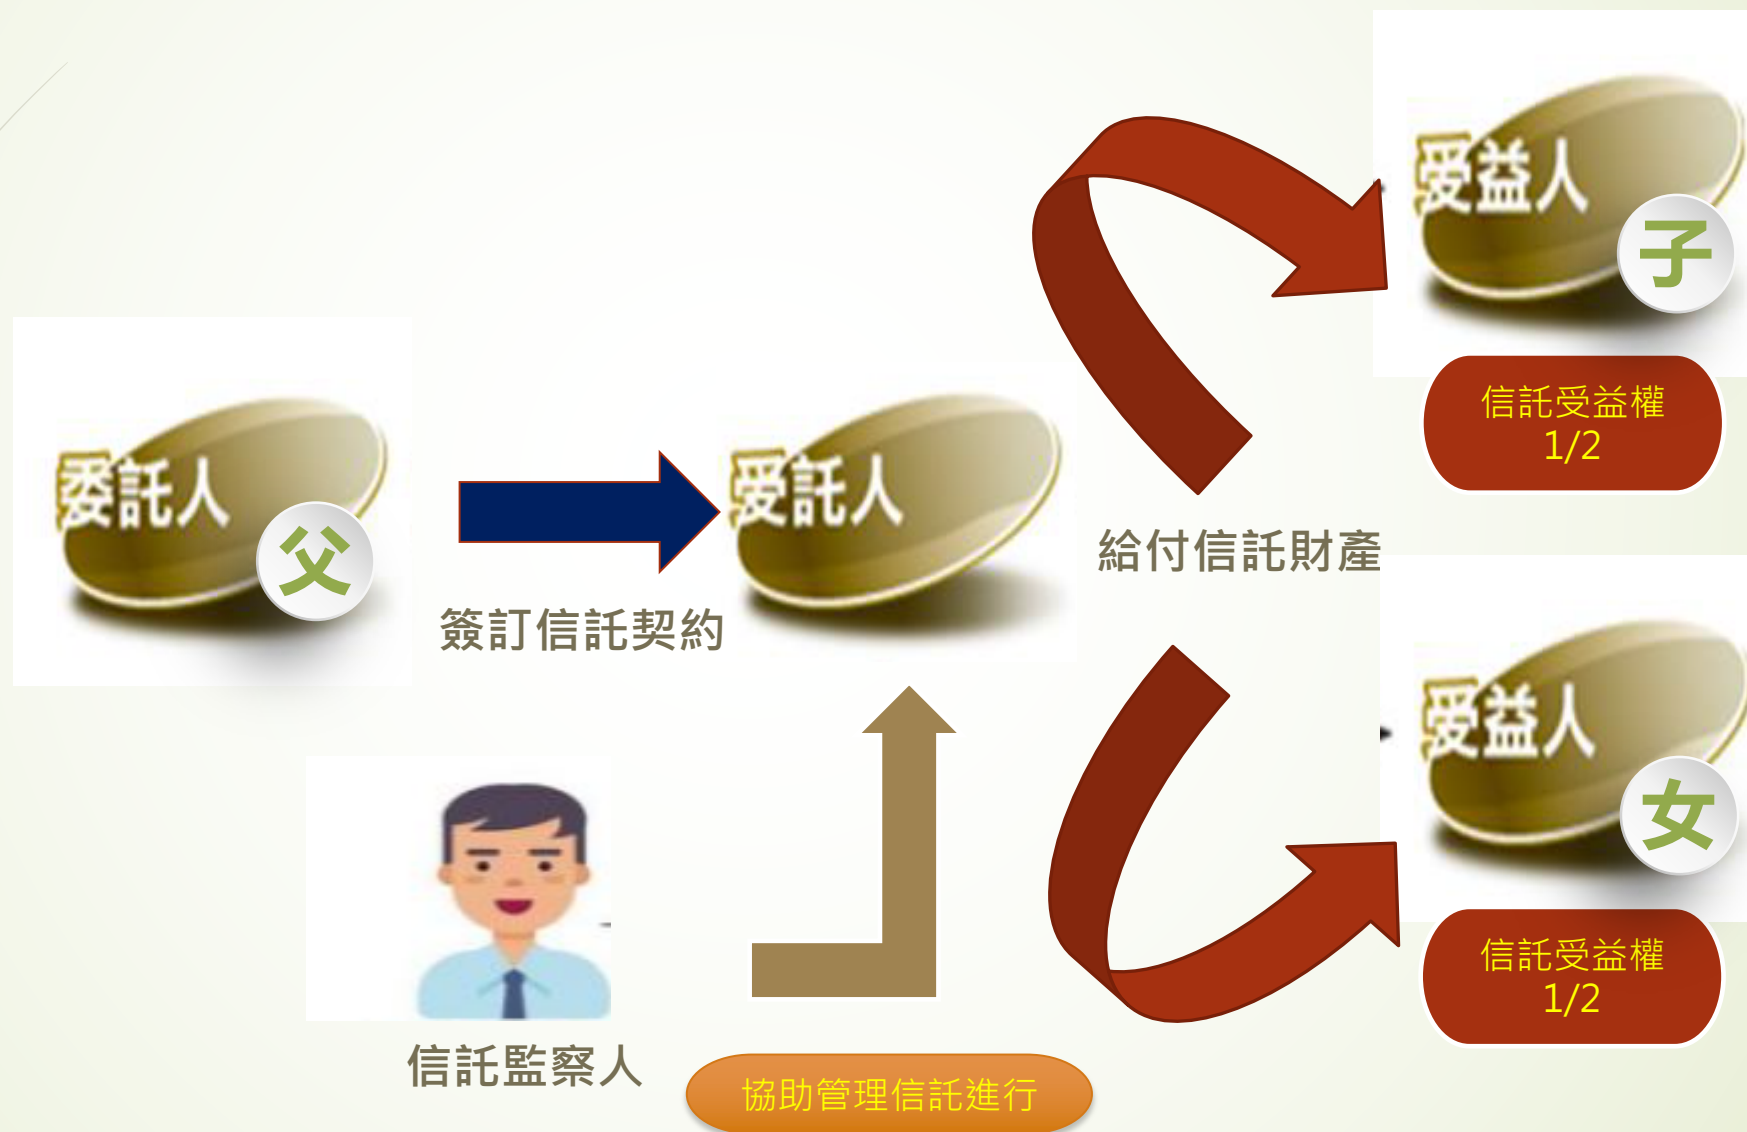 委託人
父
簽訂信託契約
受託人
給付信託財產
受益人
子
信託受益權
1/2
受益人
女
信託受益權
1/2
信託監察人
協助管理信託進行